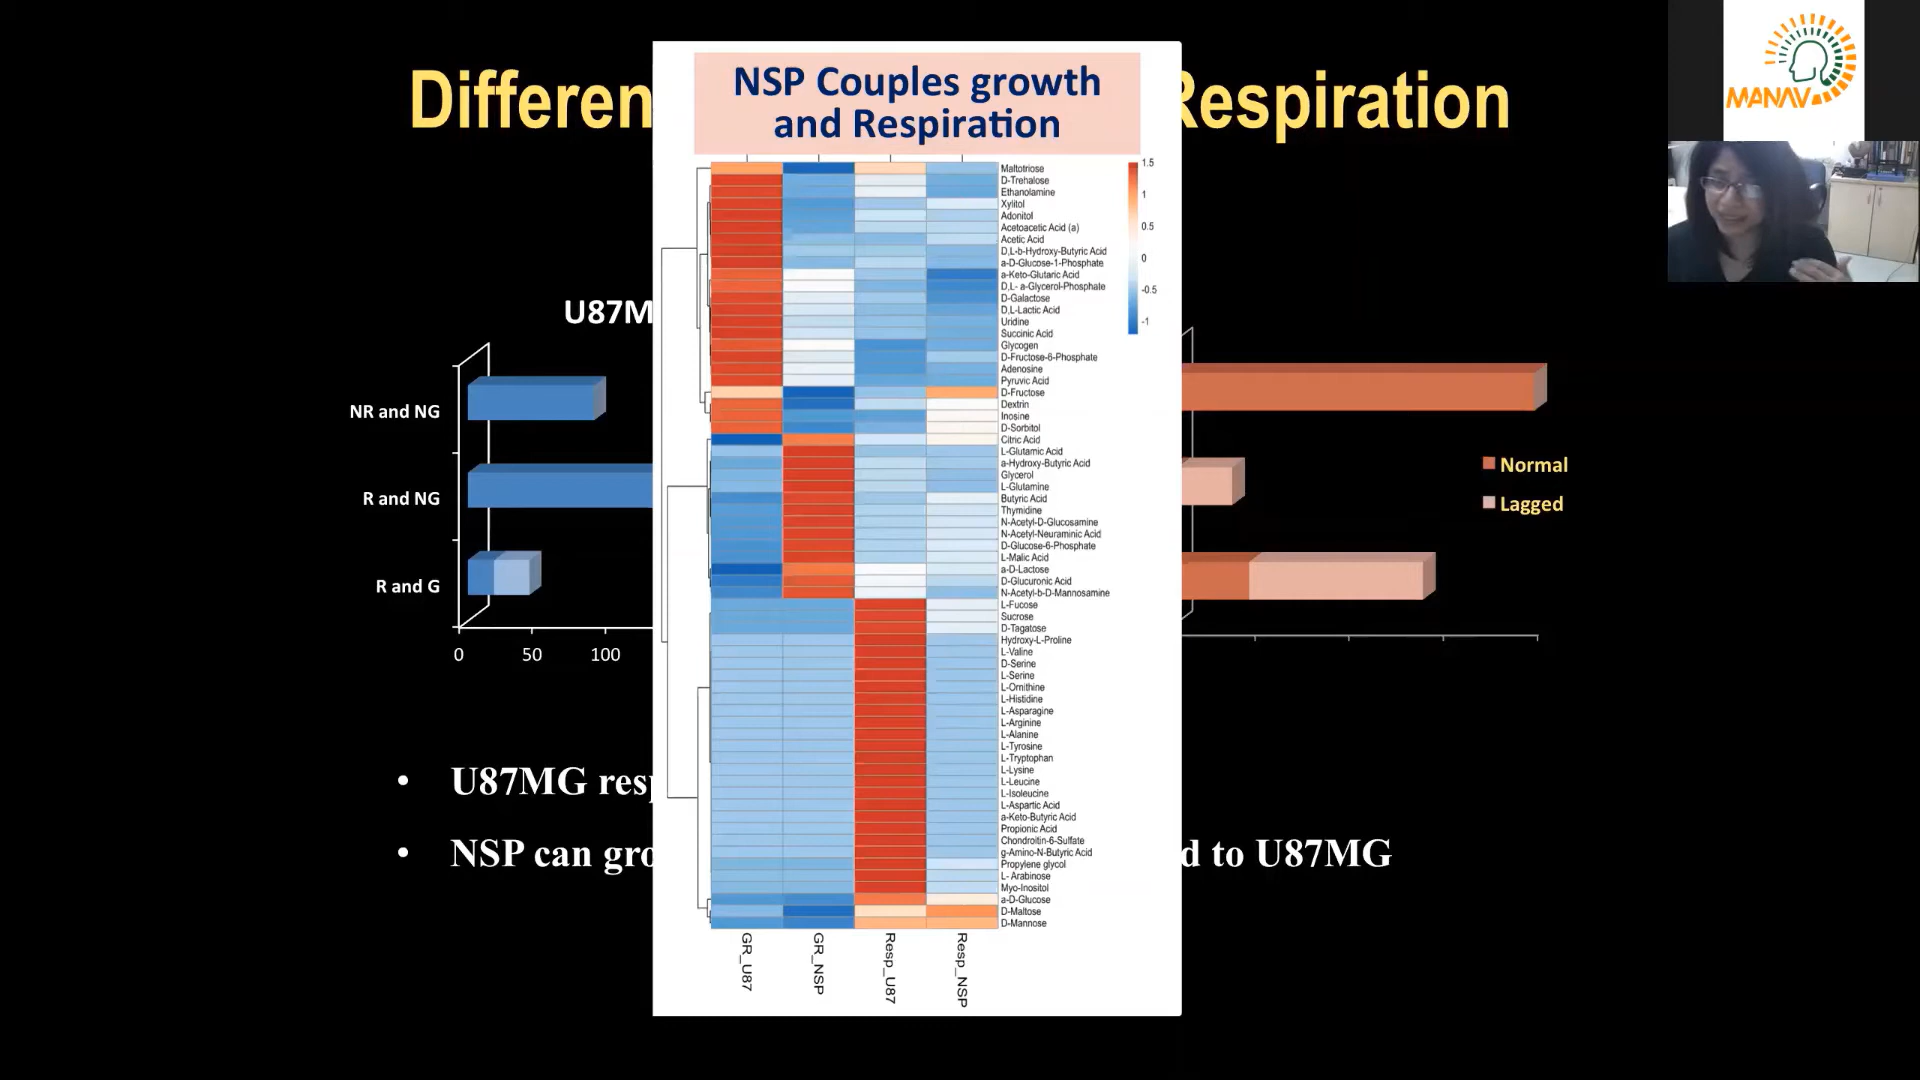 Differen
Respiration
NSP Couples growth
and Respiration
MANAV
U87M
NR and NG
R and NG
R and G
0 50 100
Normal
Lagged
Maltotriose
D-Trehalose
Ethanolamine
Xylitol
Adonitol
Acetoacetic Acid (a)
Acetic Acid
D,L-b-Hydroxy-Butyric Acid
a-D-Glucose-1-Phosphate
a-Keto-Glutaric Acid
D,L- a-Glycerol-Phosphate
D-Galactose
D,L-Lactic Acid
Uridine
Succinic Acid
Glycogen
D-Fructose-6-Phosphate
Adenosine
Pyruvic Acid
D-Fructose
Dextrin
Inosine
D-Sorbitol
Citric Acid
L-Glutamic Acid
a-Hydroxy-Butyric Acid
Glycerol
L-Glutamine
Butyric Acid
Thymidine
N-Acetyl-D-Glucosamine
N-Acetyl-Neuraminic Acid
D-Glucose-6-Phosphate
L-Malic Acid
a-D-Lactose
D-Glucuronic Acid
N-Acetyl-b-D-Mannosamine
L-Fucose
Sucrose
D-Tagatose
Hydroxy-L-Proline
L-Valine
D-Serine
L-Serine
L-Ornithine
L-Histidine
L-Asparagine
L-Arginine
L-Alanine
L-Tyrosine
L-Tryptophan
L-Lysine
L-Leucine
L-Isoleucine
L-Aspartic Acid
a-Keto-Butyric Acid
Propionic Acid
Chondroitin-6-Sulfate
g-Amino-N-Butyric Acid
Propylene glycol
L- Arabinose
Myo-Inositol
a-D-Glucose
D-Maltose
D-Mannose
1.5
1
0.5
0
-0.5
-1
GR_U87
GR_NSP
Resp_U87
Resp_NSP
• U87MG resp
• NSP can gro
d to U87MG